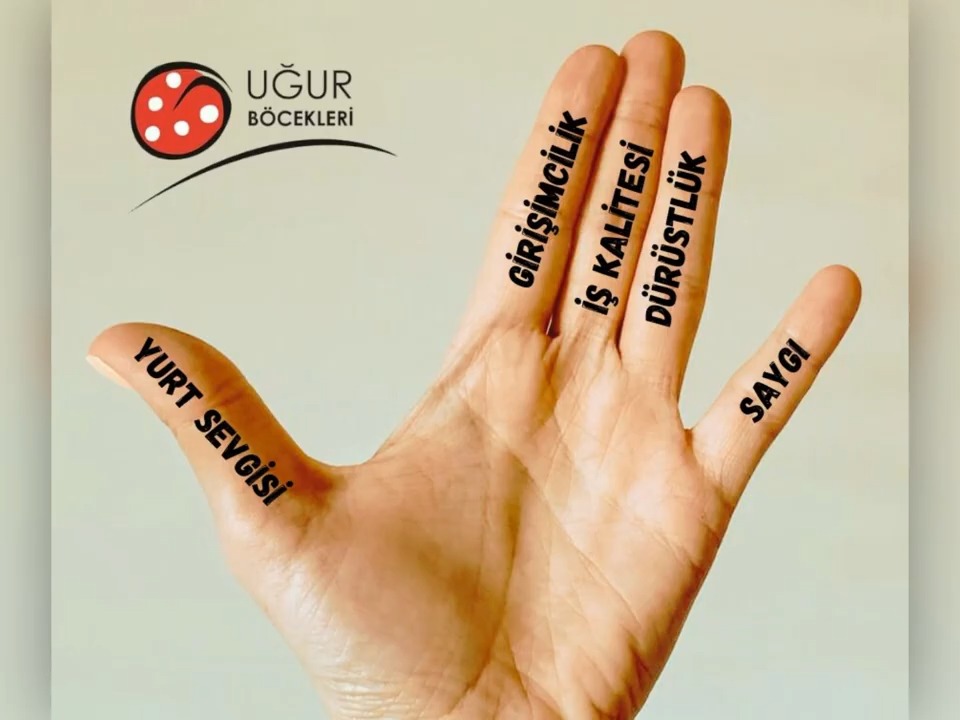 UĞUR
BÖCEKLERİ
YURT SEVGİSİ
GİRİŞİMCİLİK
İŞ KALİTESİ
DÜRÜSTLÜK
SAYGI